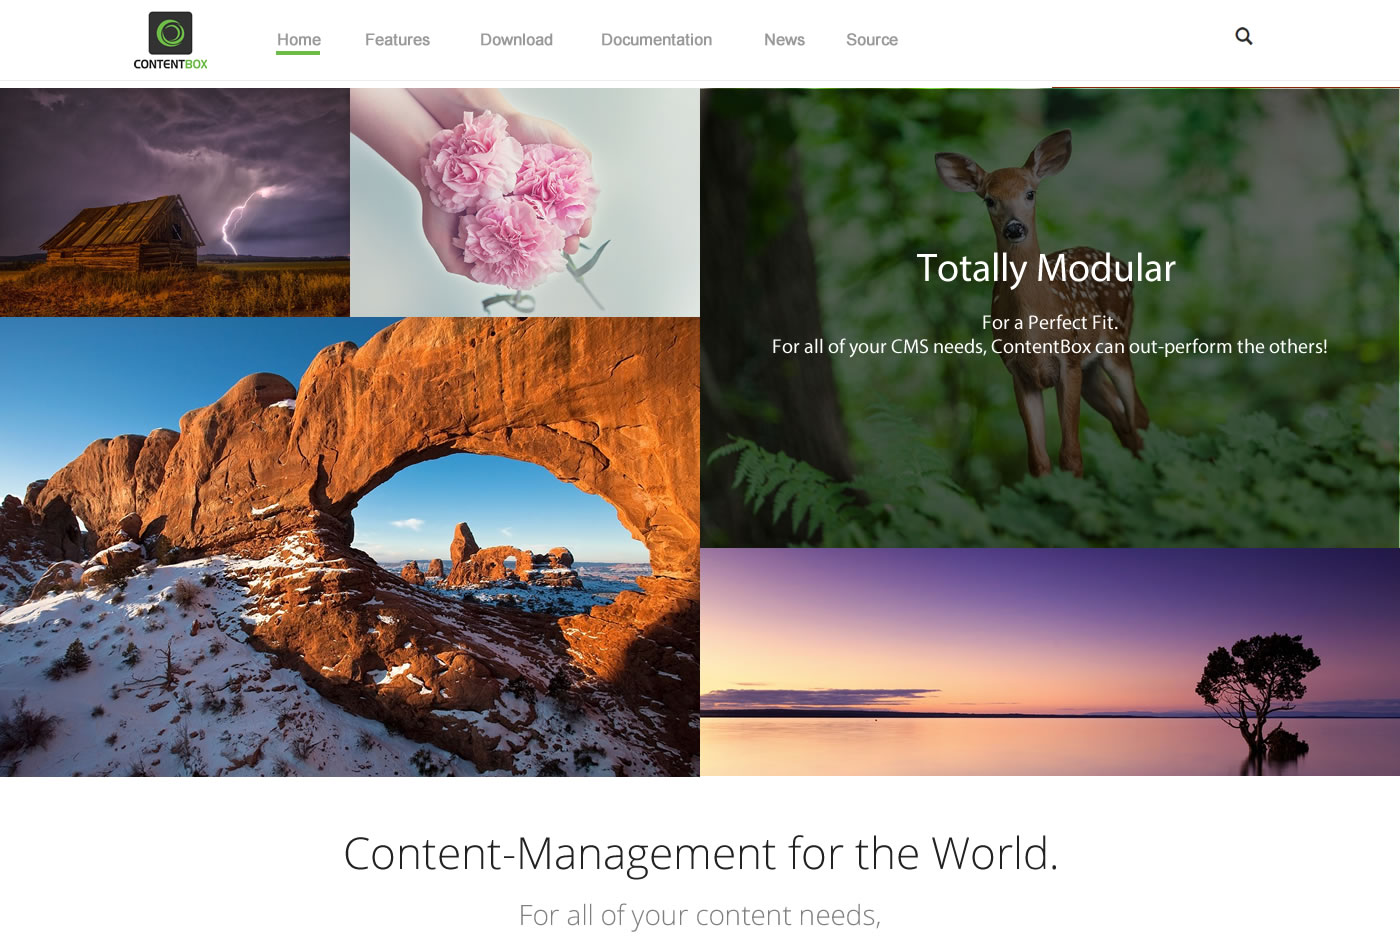 CONTENTBOX
Home Features Download Documentation News Source
Totally Modular
For a Perfect Fit.
For all of your CMS needs, ContentBox can out-perform the others!
Content-Management for the World.
For all of your content needs,